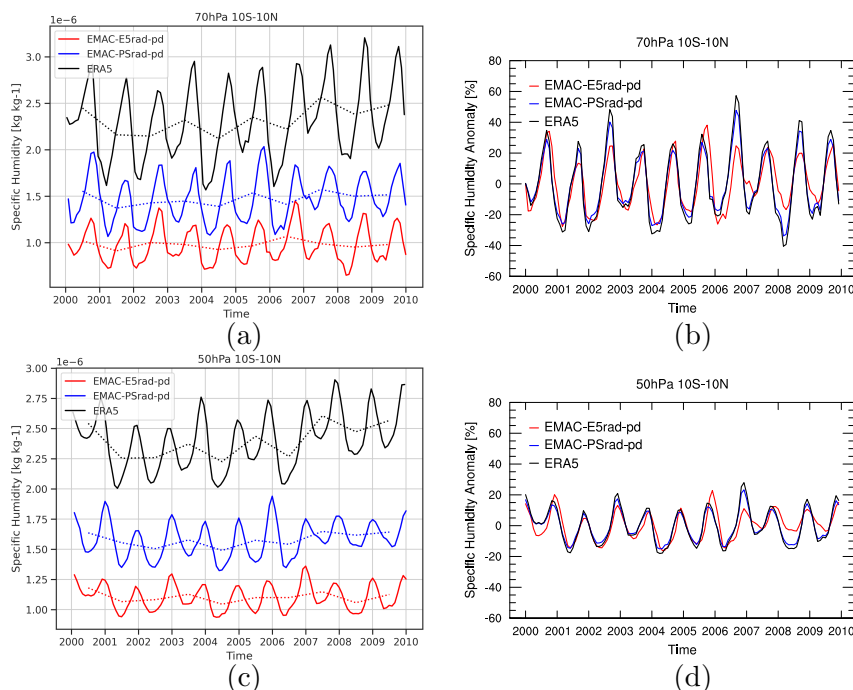 70hPa 10S-10N
1e-6
EMAC-E5rad-pd
EMAC-PSrad-pd
ERA5
Specific Humidity [kg kg-1]
3.0
2.5
2.0
1.5
1.0
2000 2001 2002 2003 2004 2005 2006 2007 2008 2009 2010
Time
(a)
70hPa 10S-10N
EMAC-E5rad-pd
EMAC-PSrad-pd
ERA5
Specific Humidity Anomaly [%]
80
60
40
20
0
-20
-40
-60
2000 2001 2002 2003 2004 2005 2006 2007 2008 2009 2010
Time
(b)
50hPa 10S-10N
1e-6
EMAC-E5rad-pd
EMAC-PSrad-pd
ERA5
Specific Humidity [kg kg-1]
3.00
2.75
2.50
2.25
2.00
1.75
1.50
1.25
1.00
2000 2001 2002 2003 2004 2005 2006 2007 2008 2009 2010
Time
(c)
50hPa 10S-10N
EMAC-E5rad-pd
EMAC-PSrad-pd
ERA5
Specific Humidity Anomaly [%]
80
60
40
20
0
-20
-40
-60
2000 2001 2002 2003 2004 2005 2006 2007 2008 2009 2010
Time
(d)